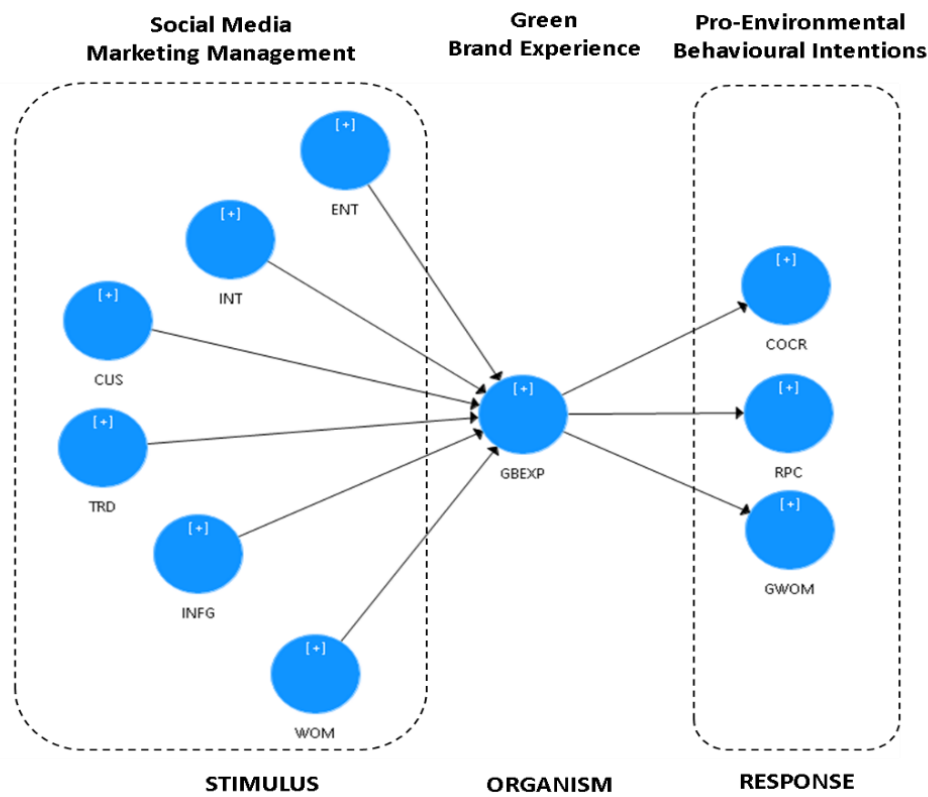 Social Media
Marketing Management
Green
Brand Experience
Pro-Environmental
Behavioural Intentions
[+]
ENT
[+]
INT
[+]
CUS
[+]
TRD
[+]
INFG
[+]
WOM
[+]
GBEXP
[+]
COCR
[+]
RPC
[+]
GWOM
STIMULUS
ORGANISM
RESPONSE